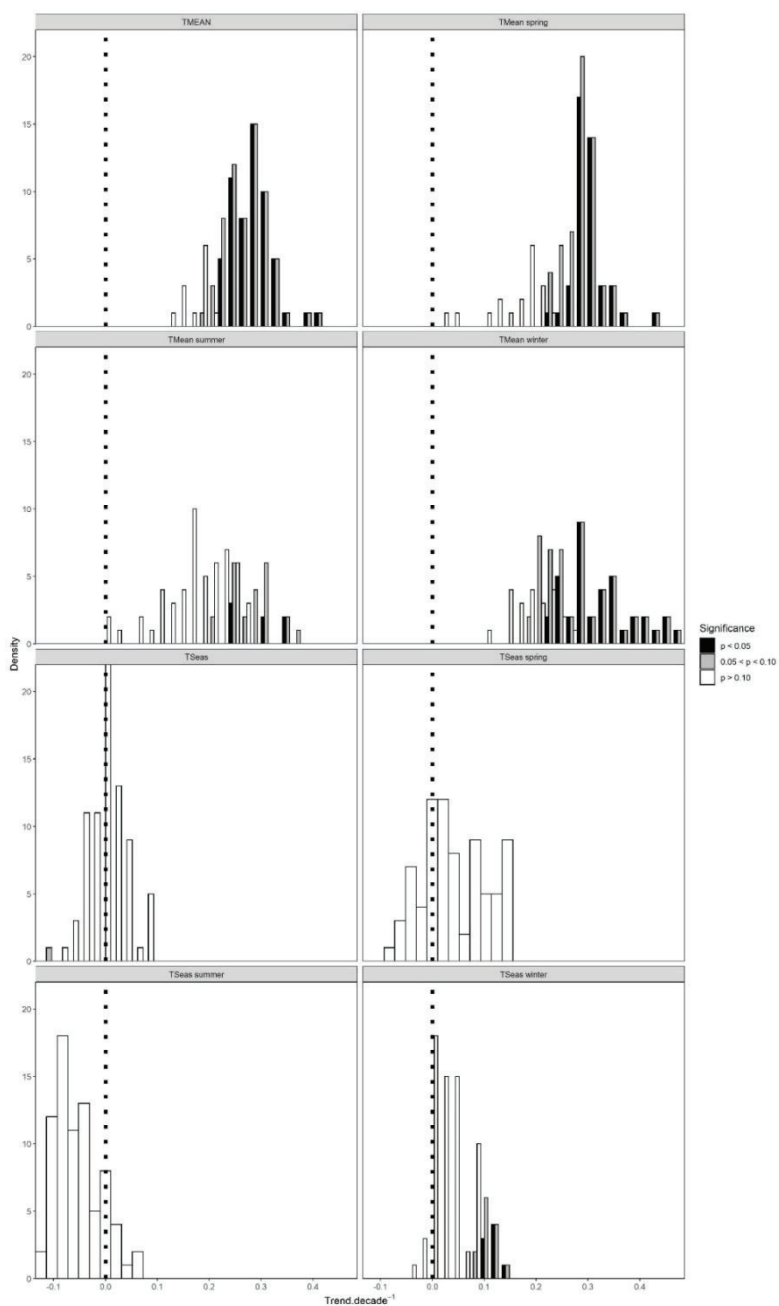 TMEAN
TMean spring
20
15
10
5
0
TMean summer
TMean winter
20
15
10
5
0
TSeas
TSeas spring
20
15
10
5
0
TSeas summer
TSeas winter
20
15
10
5
0
-0.1 0.0 0.1 0.2 0.3 0.4
-0.1 0.0 0.1 0.2 0.3 0.4
Trend.decade⁻¹
Density
Significance
p < 0.05
0.05 < p < 0.10
p > 0.10